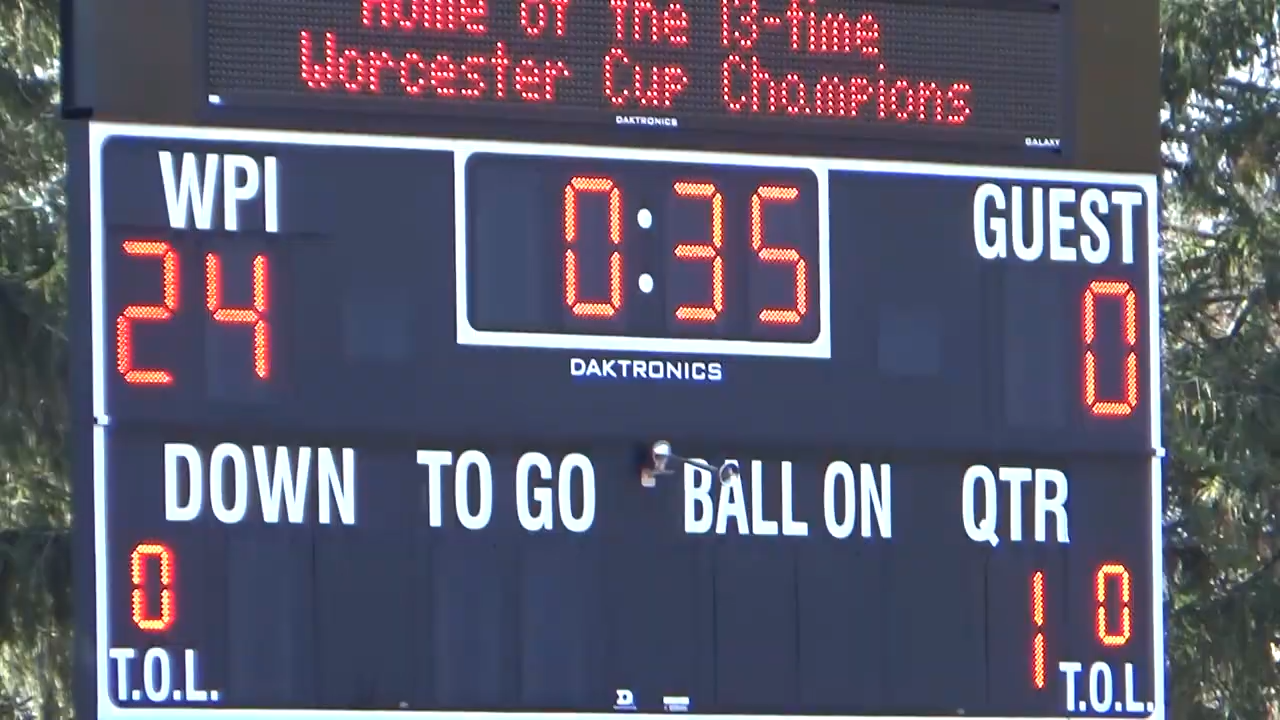 Home of the 13-time
Worcester Cup Champions
DAKTRONICS
GALAXY
WPI
0:35
GUEST
24
0
DAKTRONICS
DOWN TO GO BALL ON QTR
0
1
0
T.O.L.
T.O.L.